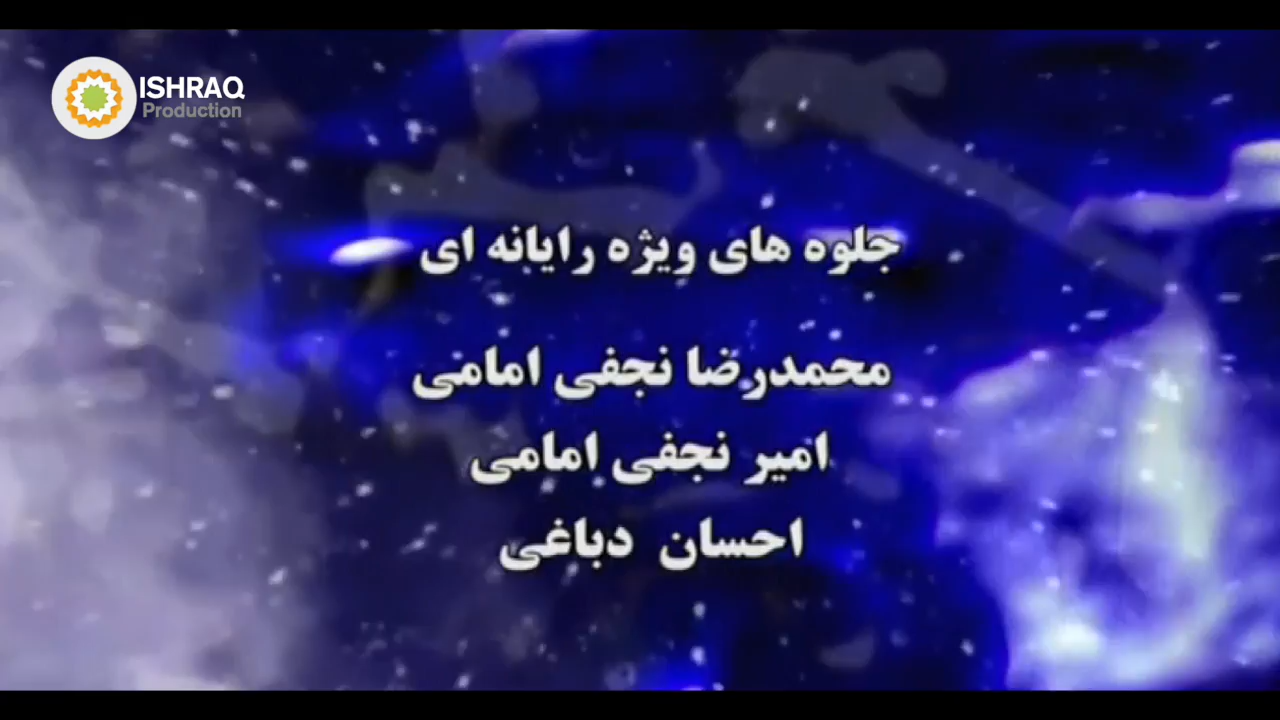 ISHRAQ
Production
جلوه های ویژه رایانه ای
محمدرضا نجفی امامی
امیر نجفی امامی
احسان دباغی